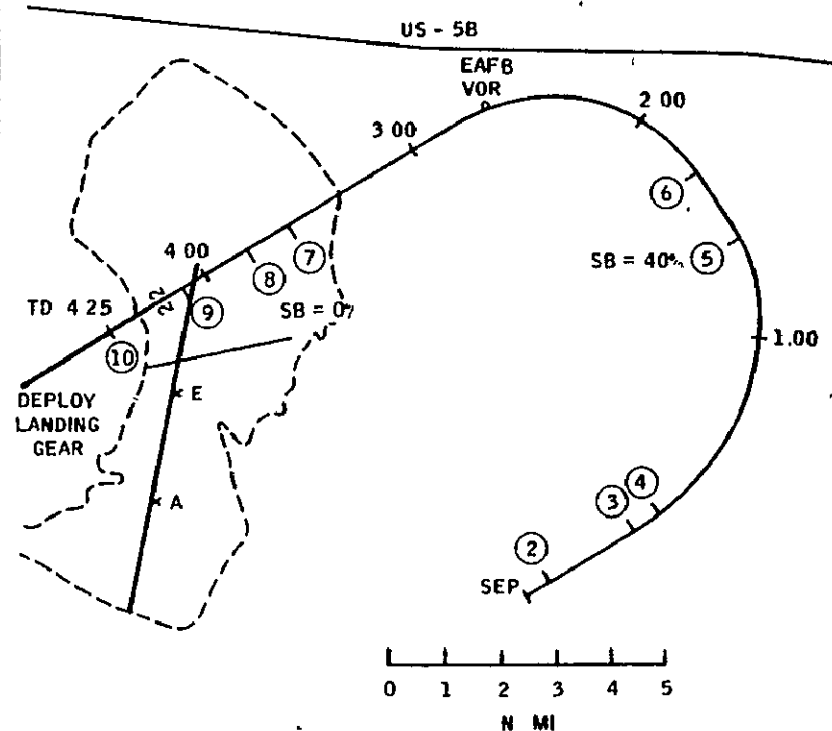 US - 5B
EAFB
VOR
2 00
3 00
6
5
SB = 40%
4 00
7
8
TD 4 25
22
9
SB = 0%
10
1.00
E
DEPLOY
LANDING
GEAR
A
4
3
2
SEP
0 1 2 3 4 5
N MI